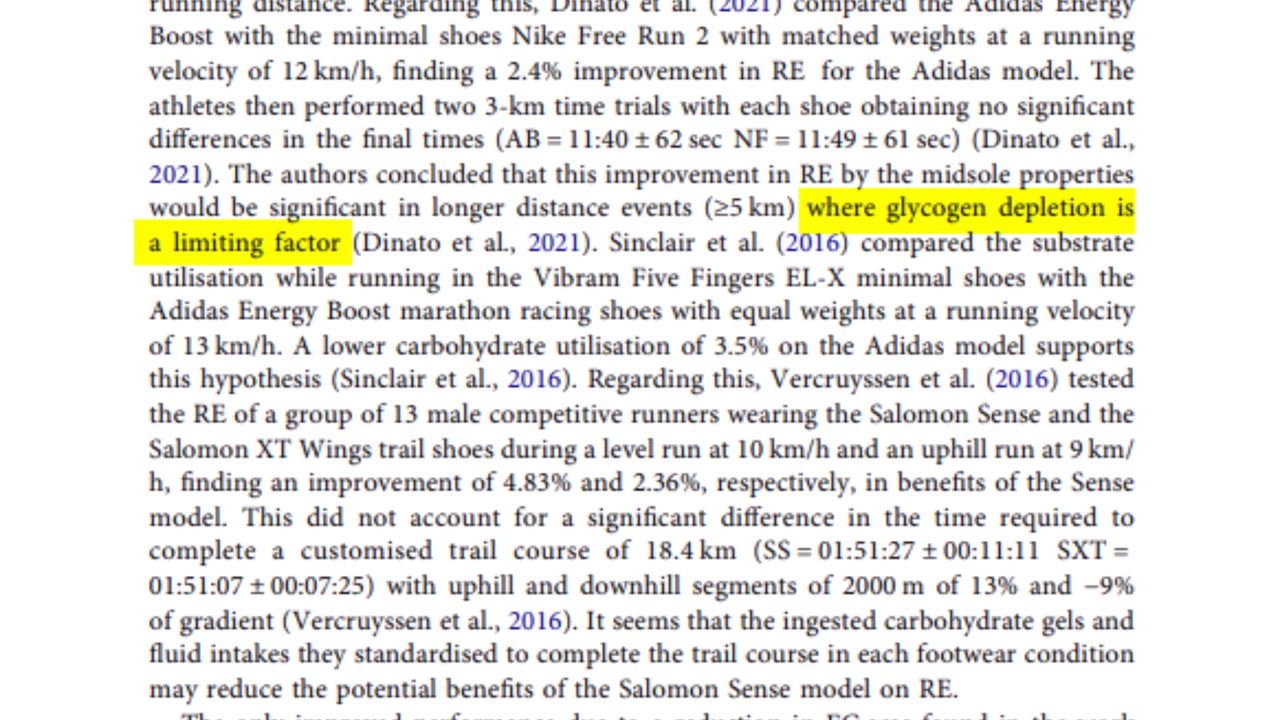 running distance. Regarding this, Dinato et al. (2021) compared the Adidas Energy
Boost with the minimal shoes Nike Free Run 2 with matched weights at a running
velocity of 12 km/h, finding a 2.4% improvement in RE for the Adidas model. The
athletes then performed two 3-km time trials with each shoe obtaining no significant
differences in the final times (AB = 11:40 ± 62 sec NF = 11:49 ± 61 sec) (Dinato et al.,
2021). The authors concluded that this improvement in RE by the midsole properties
would be significant in longer distance events (≥5 km) where glycogen depletion is
a limiting factor (Dinato et al., 2021). Sinclair et al. (2016) compared the substrate
utilisation while running in the Vibram Five Fingers EL-X minimal shoes with the
Adidas Energy Boost marathon racing shoes with equal weights at a running velocity
of 13 km/h. A lower carbohydrate utilisation of 3.5% on the Adidas model supports
this hypothesis (Sinclair et al., 2016). Regarding this, Vercruyssen et al. (2016) tested
the RE of a group of 13 male competitive runners wearing the Salomon Sense and the
Salomon XT Wings trail shoes during a level run at 10 km/h and an uphill run at 9 km/
h, finding an improvement of 4.83% and 2.36%, respectively, in benefits of the Sense
model. This did not account for a significant difference in the time required to
complete a customised trail course of 18.4 km (SS = 01:51:27 ± 00:11:11 SXT =
01:51:07 ± 00:07:25) with uphill and downhill segments of 2000 m of 13% and −9%
of gradient (Vercruyssen et al., 2016). It seems that the ingested carbohydrate gels and
fluid intakes they standardised to complete the trail course in each footwear condition
may reduce the potential benefits of the Salomon Sense model on RE.